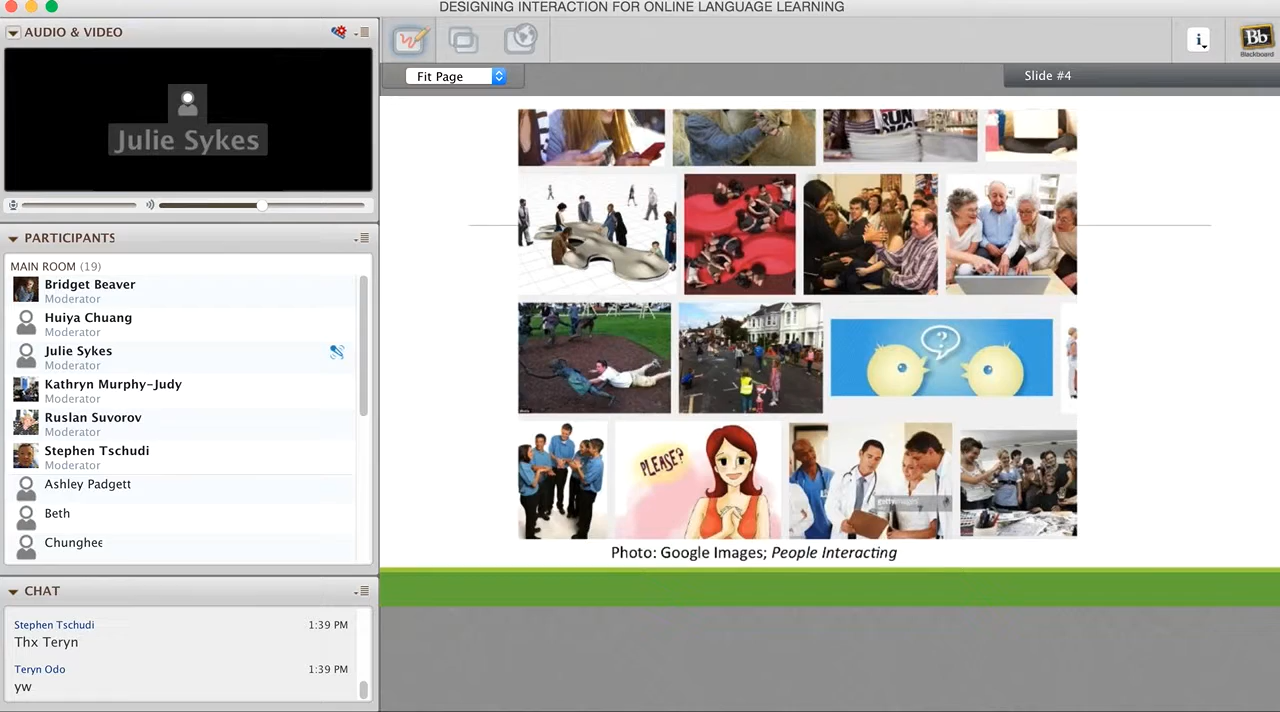 DESIGNING INTERACTION FOR ONLINE LANGUAGE LEARNING
AUDIO & VIDEO
Julie Sykes
PARTICIPANTS
MAIN ROOM (19)
Bridget Beaver
Moderator
Huiya Chuang
Moderator
Julie Sykes
Moderator
Kathryn Murphy-Judy
Moderator
Ruslan Suvorov
Moderator
Stephen Tschudi
Moderator
Ashley Padgett
Beth
Chunghee
CHAT
Stephen Tschudi 1:39 PM
Thx Teryn
Teryn Odo 1:39 PM
yw
i
Bb
Blackboard
Fit Page
Slide #4
RUN
?
PLEASE?
gettyimages
Photo: Google Images; People Interacting